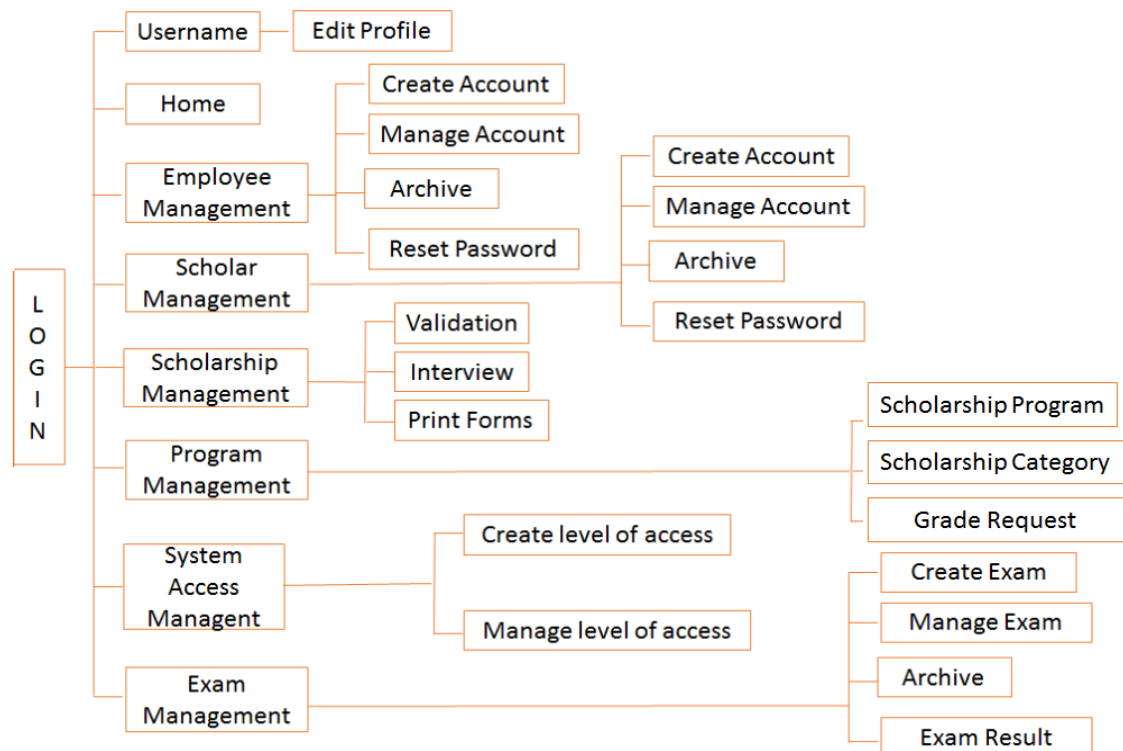 Username
Edit Profile
Home
Create Account
Manage Account
Employee
Management
Archive
Reset Password
Create Account
Manage Account
Scholar
Management
Archive
Reset Password
L
O
G
I
N
Scholarship
Management
Validation
Interview
Print Forms
Program
Management
Scholarship Program
Scholarship Category
Grade Request
System
Access
Managent
Create level of access
Manage level of access
Exam
Management
Create Exam
Manage Exam
Archive
Exam Result